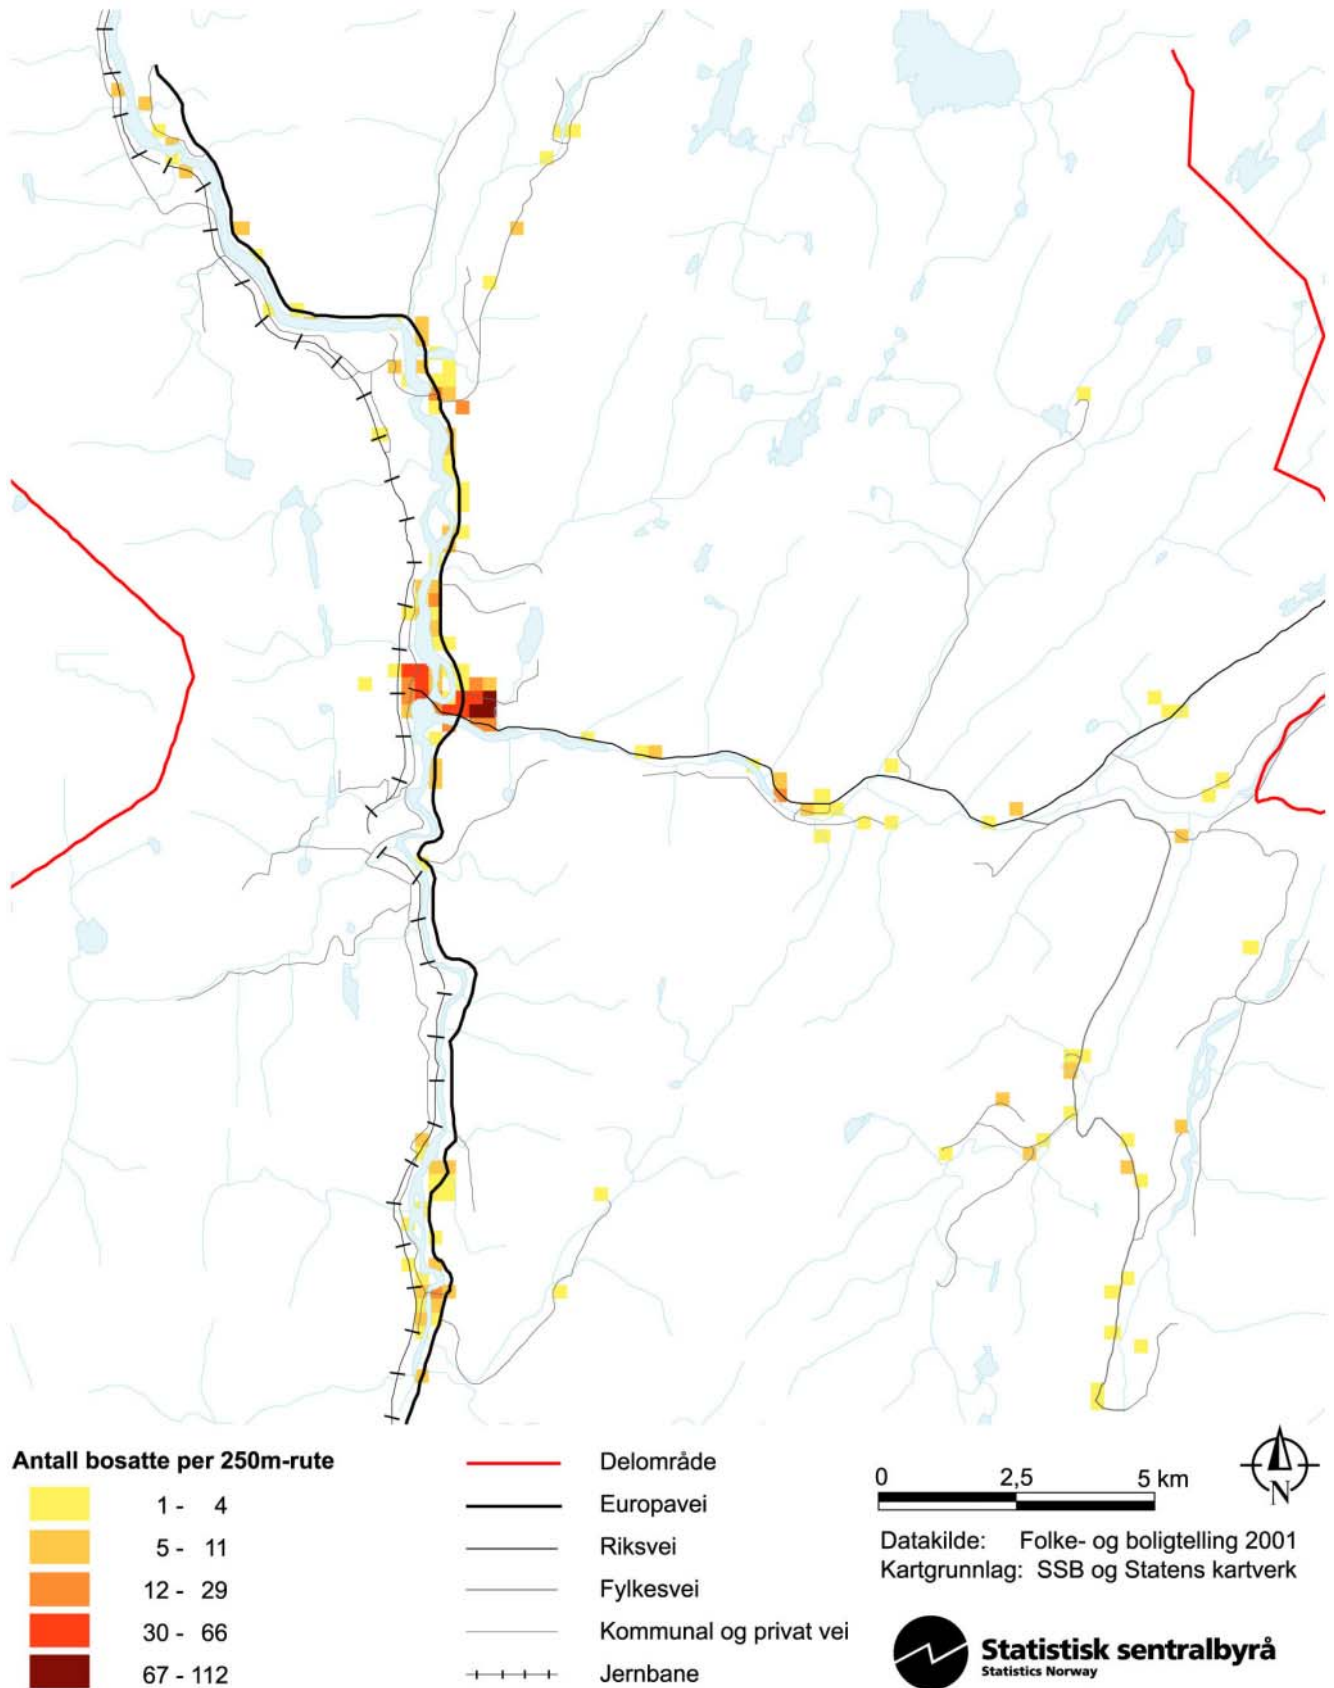 Antall bosatte per 250m-rute
1 - 4
5 - 11
12 - 29
30 - 66
67 - 112
Delområde
Europavei
Riksvei
Fylkesvei
Kommunal og privat vei
Jernbane
0 2,5 5 km
N
Datakilde: Folke- og boligtelling 2001
Kartgrunnlag: SSB og Statens kartverk
Statistisk sentralbyrå
Statistics Norway